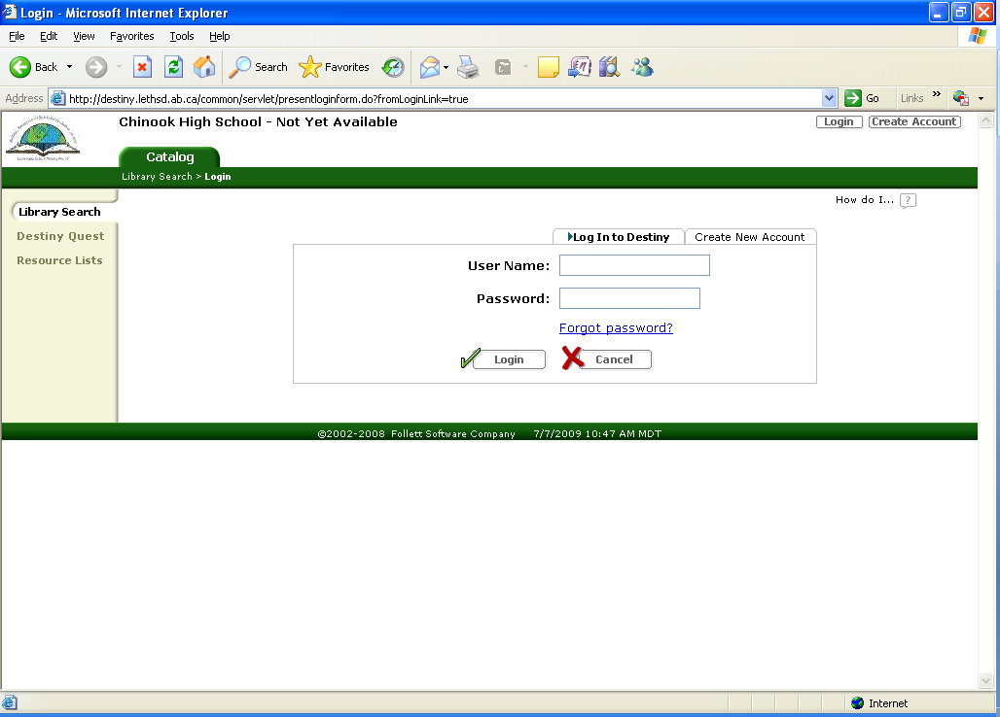 Login - Microsoft Internet Explorer
File Edit View Favorites Tools Help
Back Search Favorites
Address http://destiny.lethsd.ab.ca/common/servlet/presentloginform.do?fromLoginLink=true Go Links »
Chinook High School - Not Yet Available Login Create Account
Catalog
Library Search > Login
How do I... ?
Library Search
Destiny Quest
Resource Lists
Log In to Destiny Create New Account
User Name:
Password:
Forgot password?
Login Cancel
©2002-2008 Follett Software Company 7/7/2009 10:47 AM MDT
Internet